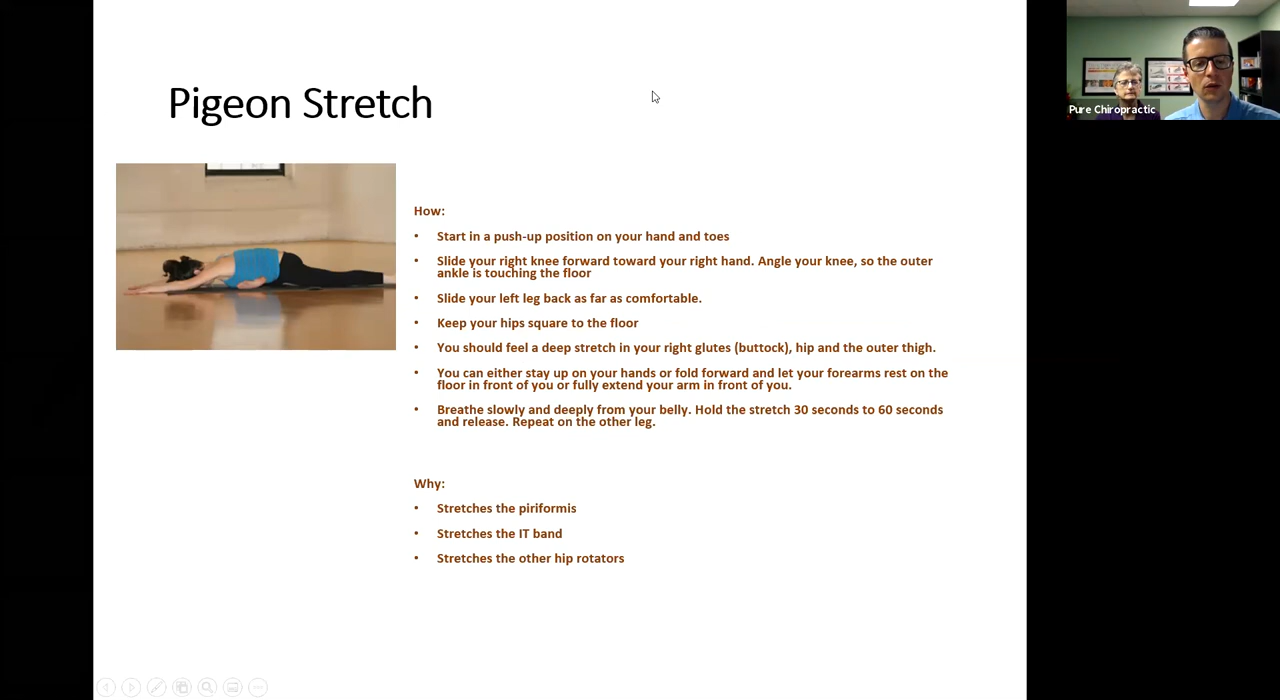 Pigeon Stretch
Pure Chiropractic
How:
• Start in a push-up position on your hand and toes
• Slide your right knee forward toward your right hand. Angle your knee, so the outer
ankle is touching the floor
• Slide your left leg back as far as comfortable.
• Keep your hips square to the floor
• You should feel a deep stretch in your right glutes (buttock), hip and the outer thigh.
• You can either stay up on your hands or fold forward and let your forearms rest on the
floor in front of you or fully extend your arm in front of you.
• Breathe slowly and deeply from your belly. Hold the stretch 30 seconds to 60 seconds
and release. Repeat on the other leg.
Why:
• Stretches the piriformis
• Stretches the IT band
• Stretches the other hip rotators